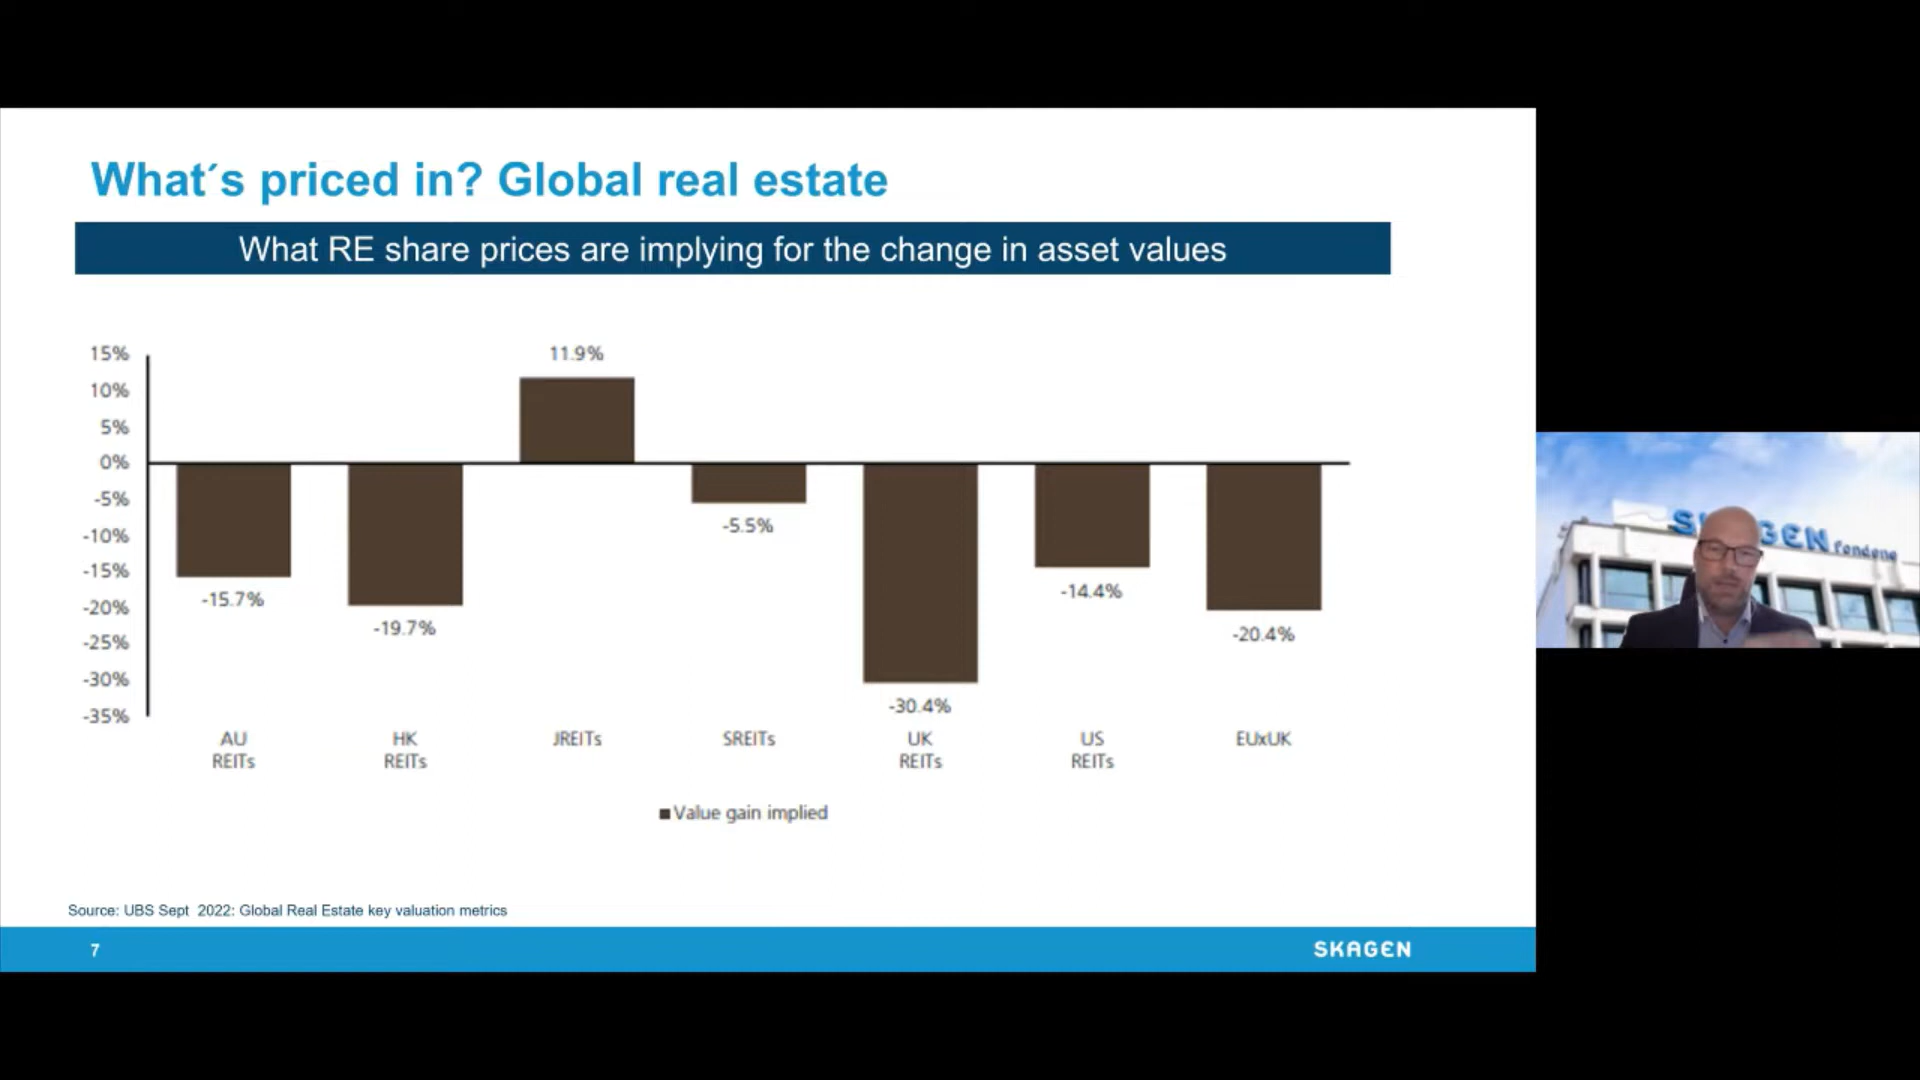 What´s priced in? Global real estate
What RE share prices are implying for the change in asset values
15%
10%
5%
0%
-5%
-10%
-15%
-20%
-25%
-30%
-35%
11.9%
-5.5%
-15.7%
-14.4%
-19.7%
-20.4%
-30.4%
AU
REITs
HK
REITs
JREITs
SREITs
UK
REITs
US
REITs
EUxUK
Value gain implied
Source: UBS Sept 2022: Global Real Estate key valuation metrics
7
SKAGEN
fondene